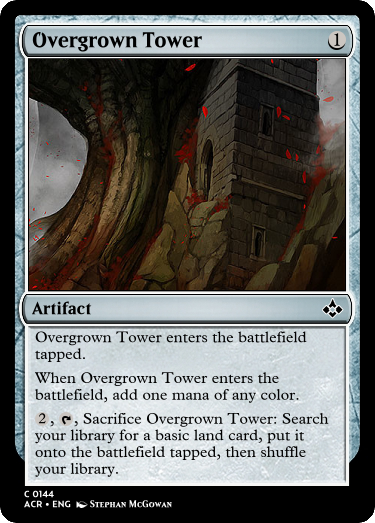 Overgrown Tower 1
Artifact
Overgrown Tower enters the battlefield
tapped.
When Overgrown Tower enters the
battlefield, add one mana of any color.
2, , Sacrifice Overgrown Tower: Search
your library for a basic land card, put it
onto the battlefield tapped, then shuffle
your library.
C 0144
ACR • ENG Stephan McGowan